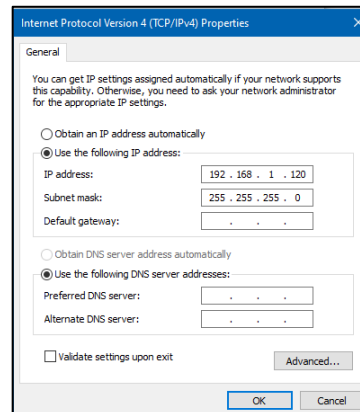 Internet Protocol Version 4 (TCP/IPv4) Properties
General
You can get IP settings assigned automatically if your network supports
this capability. Otherwise, you need to ask your network administrator
for the appropriate IP settings.
Obtain an IP address automatically
Use the following IP address:
IP address: 192 . 168 . 1 . 120
Subnet mask: 255 . 255 . 255 . 0
Default gateway: . . .
Obtain DNS server address automatically
Use the following DNS server addresses:
Preferred DNS server: . . .
Alternate DNS server: . . .
Validate settings upon exit
Advanced...
OK Cancel